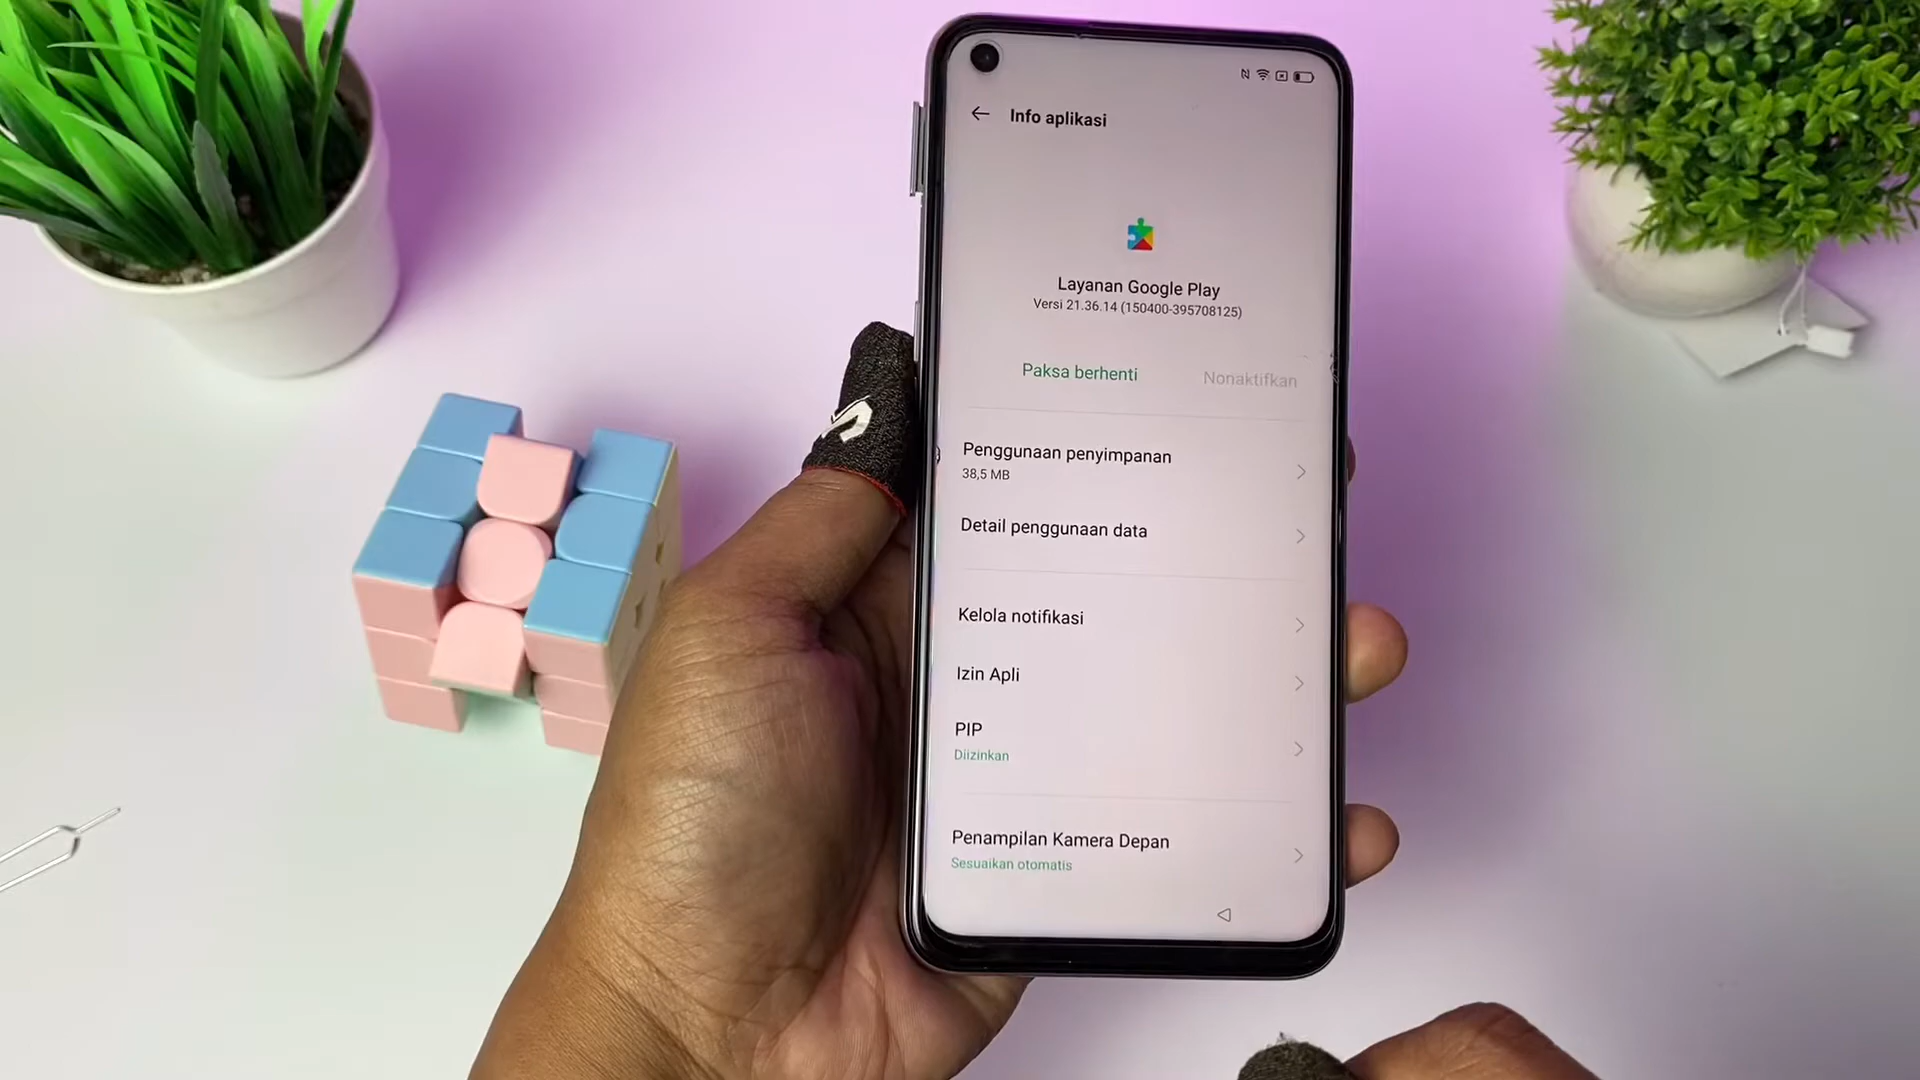 Info aplikasi
Layanan Google Play
Versi 21.36.14 (150400-395708125)
Paksa berhenti
Nonaktifkan
Penggunaan penyimpanan
38,5 MB
Detail penggunaan data
Kelola notifikasi
Izin Apli
PIP
Diizinkan
Penampilan Kamera Depan
Sesuaikan otomatis